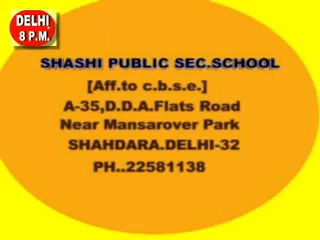 DELHI
8 P.M.
SHASHI PUBLIC SEC.SCHOOL
[Aff.to c.b.s.e.]
A-35,D.D.A.Flats Road
Near Mansarover Park
SHAHDARA.DELHI-32
PH..22581138